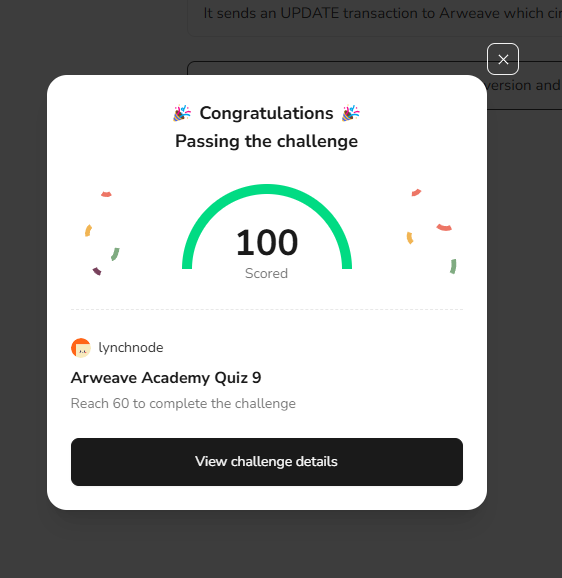 It sends an UPDATE transaction to Arweave which
version and
Congratulations
Passing the challenge
100
Scored
lynchnode
Arweave Academy Quiz 9
Reach 60 to complete the challenge
View challenge details